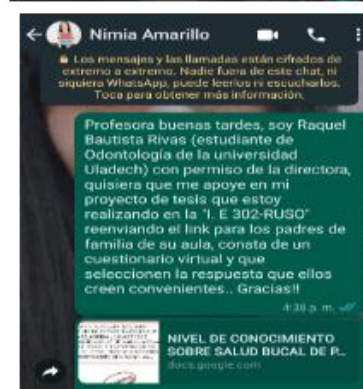 Nimia Amarillo
Los mensajes y las llamadas están cifrados de
extremo a extremo. Nadie fuera de este chat, ni
siquiera WhatsApp, puede leerlos ni escucharlos.
Toca para obtener más información.
Profesora buenas tardes, soy Raquel
Bautista Rivas (estudiante de
Odontología de la universidad
Uladech) con permiso de la directora,
quisiera que me apoye en mi
proyecto de tesis que estoy
realizando en la "I. E 302-RUSO"
reenviando el link para los padres de
familia de su aula, consta de un
cuestionario virtual y que
seleccionen la respuesta que ellos
creen convenientes.. Gracias!!
4:38 p. m.
NIVEL DE CONOCIMIENTO
SOBRE SALUD BUCAL DE P...
docs.google.com